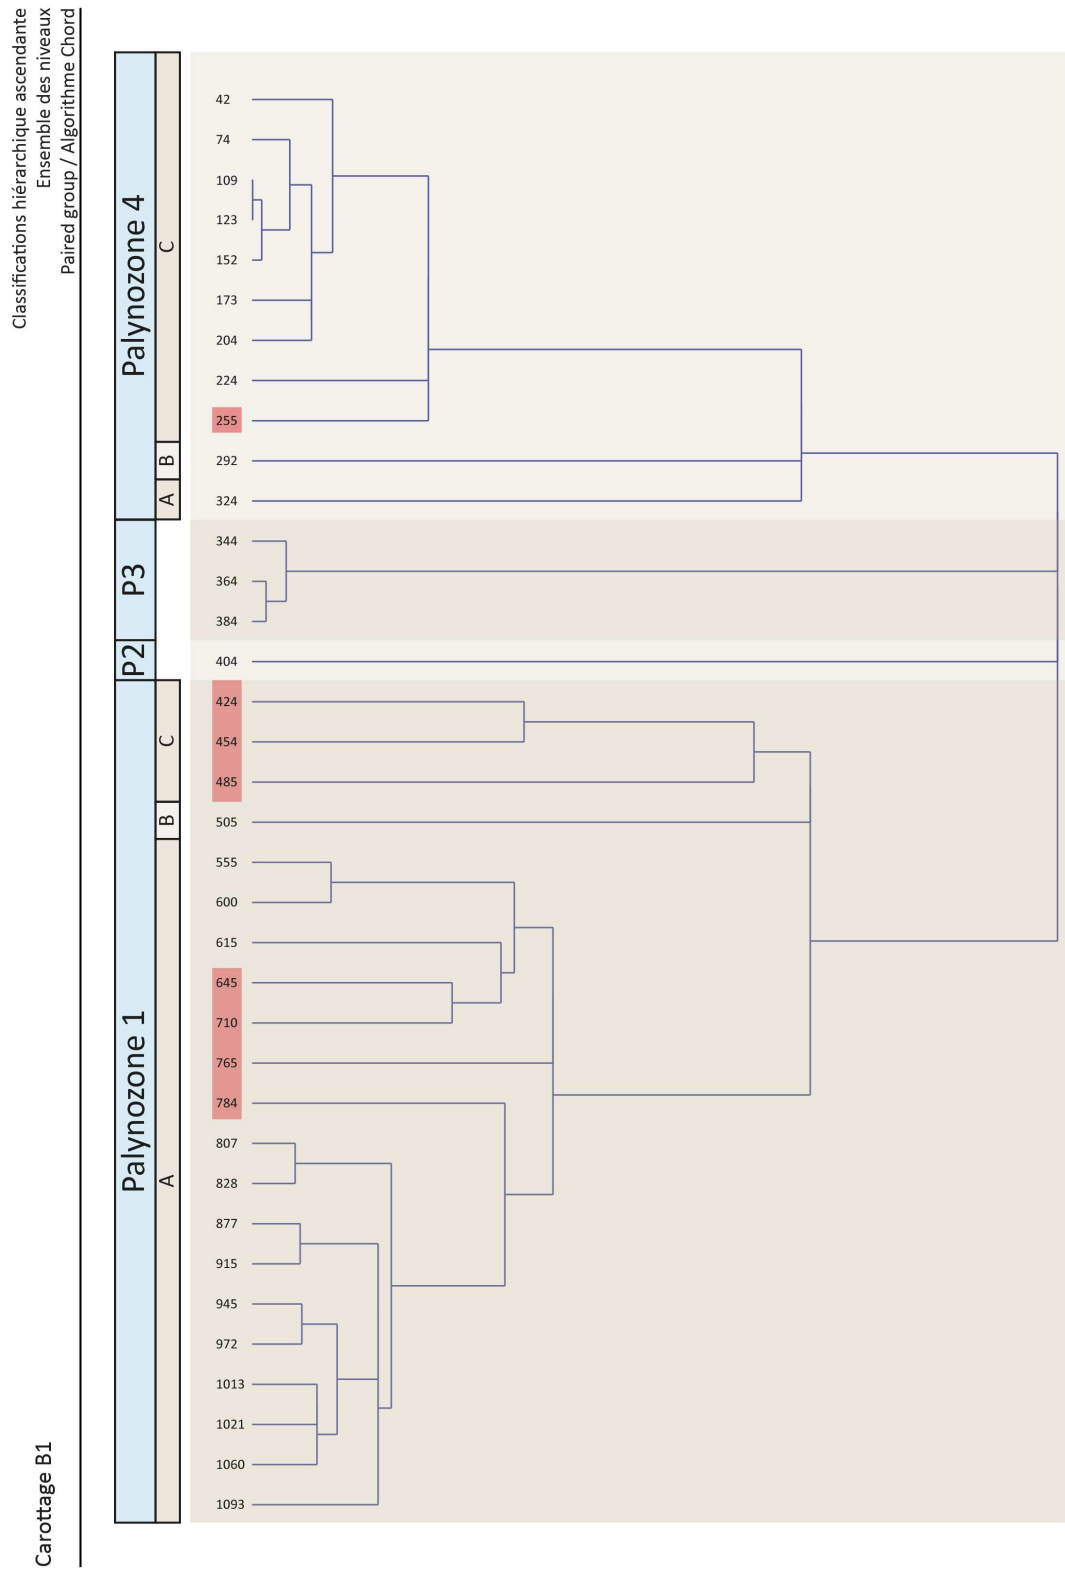 Classifications hiérarchique ascendante
Ensemble des niveaux
Paired group / Algorithme Chord
Carottage B1
Palynozone 4
C
B
A
P3
P2
Palynozone 1
C
B
A
42
74
109
123
152
173
204
224
255
292
324
344
364
384
404
424
454
485
505
555
600
615
645
710
765
784
807
828
877
915
945
972
1013
1021
1060
1093